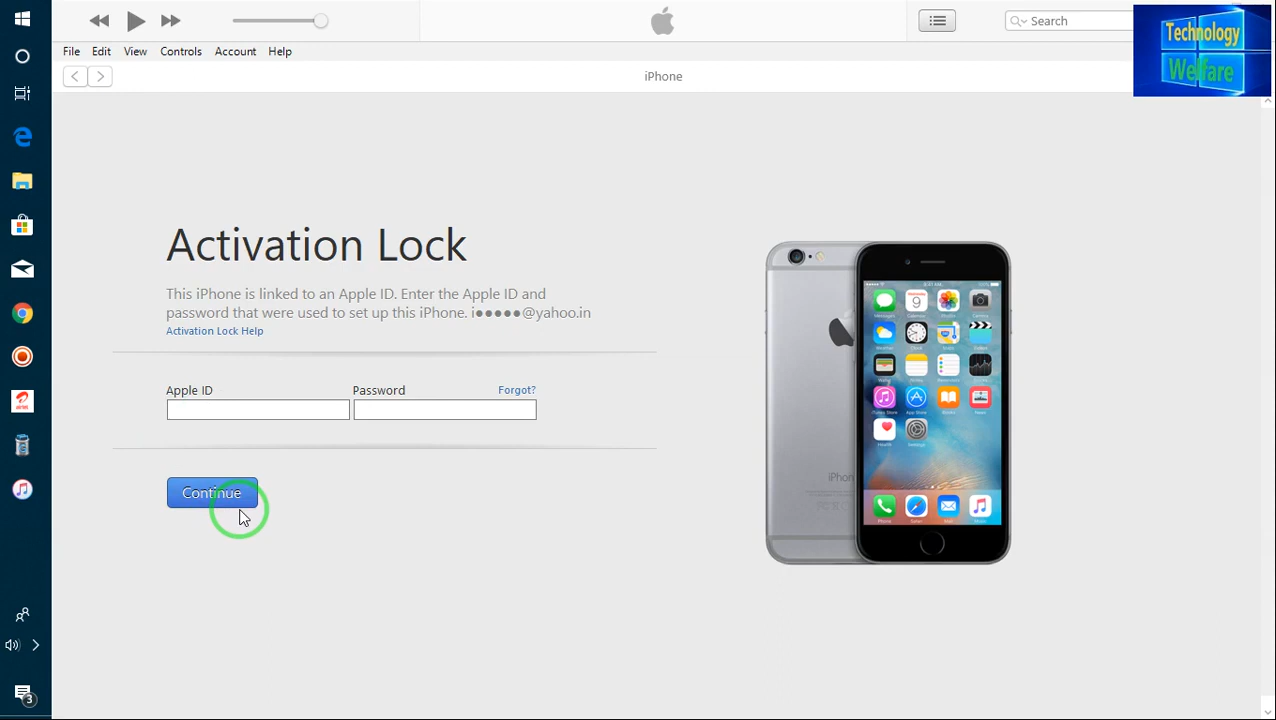 Search
Technology
Welfare
File Edit View Controls Account Help
iPhone
Activation Lock
This iPhone is linked to an Apple ID. Enter the Apple ID and
password that were used to set up this iPhone. i●●●●●@yahoo.in
Activation Lock Help
Apple ID Password Forgot?
Continue
airtel
3